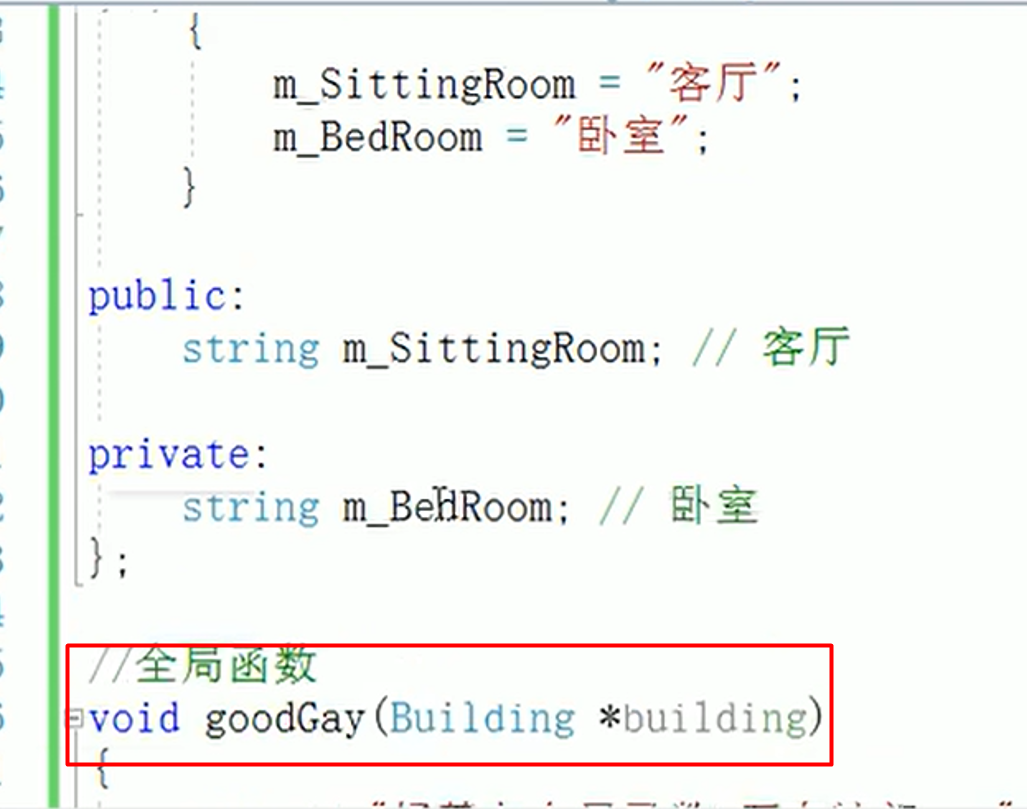 {
m_SittingRoom = "客厅";
m_BedRoom = "卧室";
}
public:
string m_SittingRoom; // 客厅
private:
string m_BedRoom; // 卧室
};
//全局函数
void goodGay(Building *building)
{